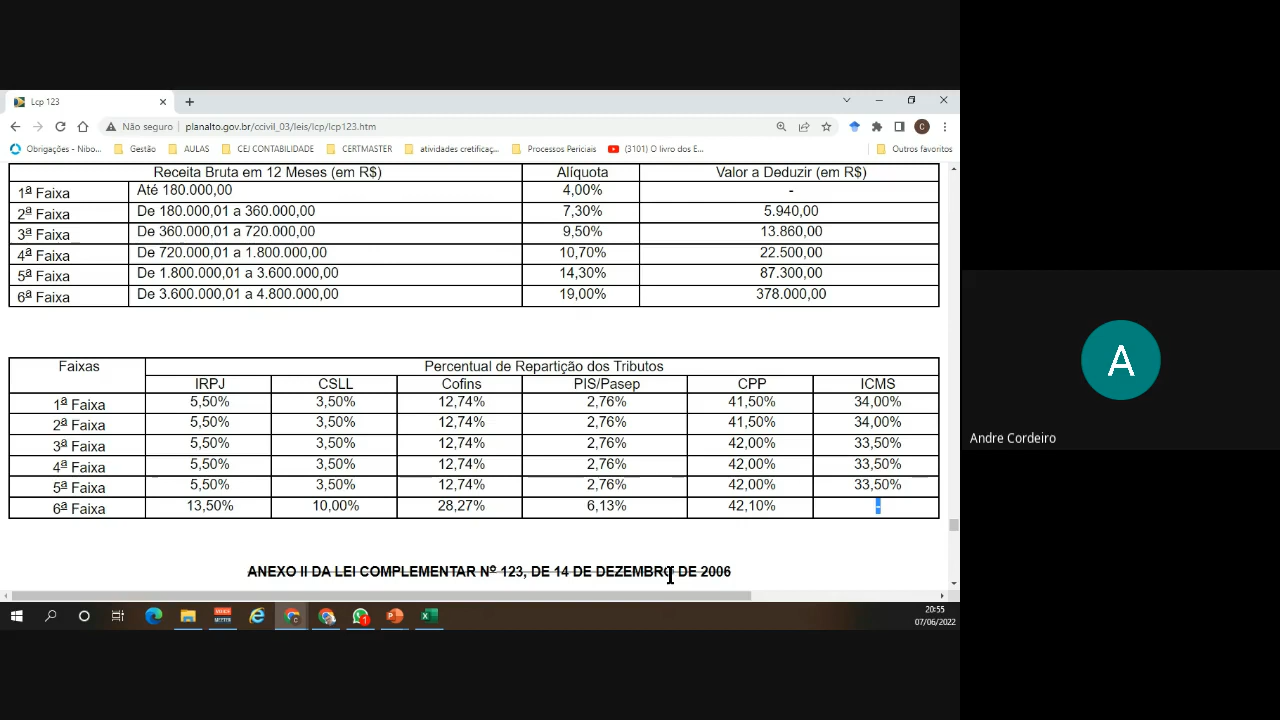 Lcp 123
Não seguro planalto.gov.br/ccivil_03/leis/lcp/lcp123.htm C
Obrigações - Nibo... Gestão AULAS CEJ CONTABILIDADE CERTMASTER atividades cretificaç... Processos Periciais (3101) O livro dos E... Outros favoritos
Receita Bruta em 12 Meses (em R$) Alíquota Valor a Deduzir (em R$)
1ª Faixa Até 180.000,00 4,00% -
2ª Faixa De 180.000,01 a 360.000,00 7,30% 5.940,00
3ª Faixa De 360.000,01 a 720.000,00 9,50% 13.860,00
4ª Faixa De 720.000,01 a 1.800.000,00 10,70% 22.500,00
5ª Faixa De 1.800.000,01 a 3.600.000,00 14,30% 87.300,00
6ª Faixa De 3.600.000,01 a 4.800.000,00 19,00% 378.000,00
Faixas Percentual de Repartição dos Tributos
IRPJ CSLL Cofins PIS/Pasep CPP ICMS
1ª Faixa 5,50% 3,50% 12,74% 2,76% 41,50% 34,00%
2ª Faixa 5,50% 3,50% 12,74% 2,76% 41,50% 34,00%
3ª Faixa 5,50% 3,50% 12,74% 2,76% 42,00% 33,50%
4ª Faixa 5,50% 3,50% 12,74% 2,76% 42,00% 33,50%
5ª Faixa 5,50% 3,50% 12,74% 2,76% 42,00% 33,50%
6ª Faixa 13,50% 10,00% 28,27% 6,13% 42,10% -
ANEXO II DA LEI COMPLEMENTAR Nº 123, DE 14 DE DEZEMBRO DE 2006
20:55
07/06/2022
A
Andre Cordeiro